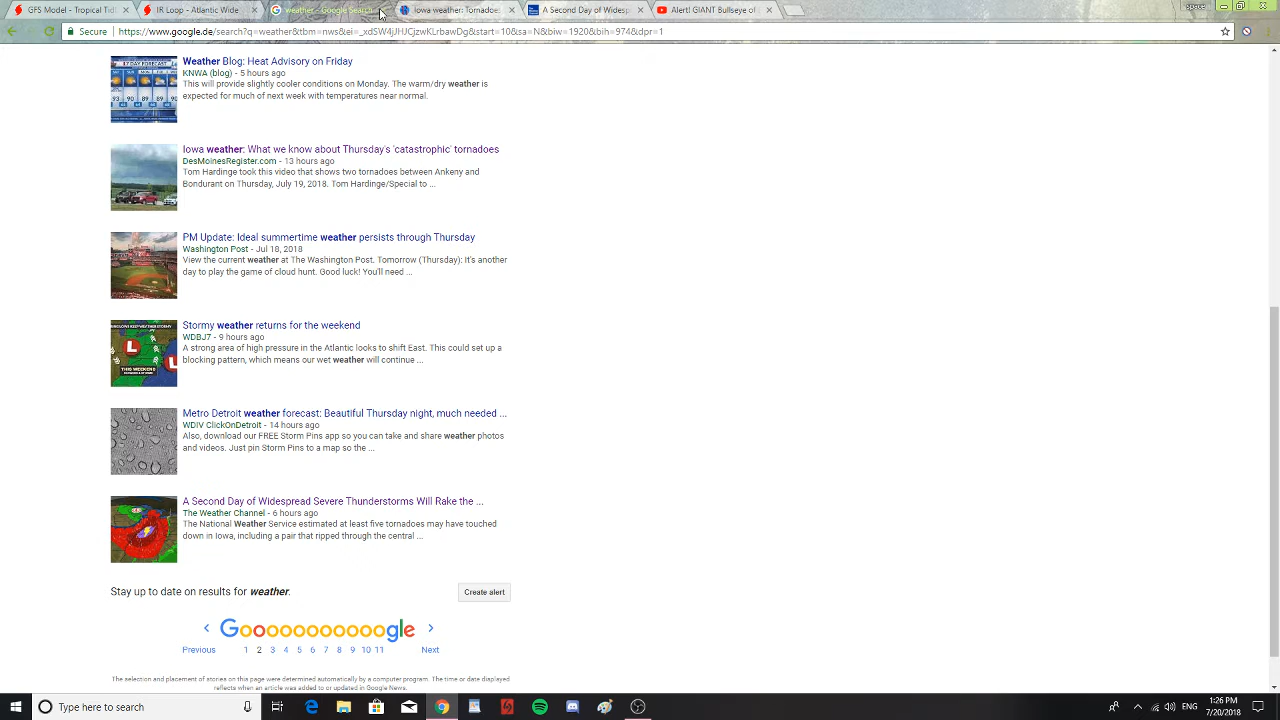 GFS Model - Tropical Tid
IR Loop - Atlantic Wide
weather - Google Search
Iowa weather: Tornadoes
A Second Day of Widesp
Alert! GIANT Bullseye of
Secure
https://www.google.de/search?q=weather&tbm=nws&ei=_xdSW4jJHJCjzwKLrbawDg&start=10&sa=N&biw=1920&bih=974&dpr=1
Weather Blog: Heat Advisory on Friday
KNWA (blog) - 5 hours ago
This will provide slightly cooler conditions on Monday. The warm/dry weather is
expected for much of next week with temperatures near normal.
93 90 89 89 90
Iowa weather: What we know about Thursday's 'catastrophic' tornadoes
DesMoinesRegister.com - 13 hours ago
Tom Hardinge took this video that shows two tornadoes between Ankeny and
Bondurant on Thursday, July 19, 2018. Tom Hardinge/Special to ...
PM Update: Ideal summertime weather persists through Thursday
Washington Post - Jul 18, 2018
View the current weather at The Washington Post. Tomorrow (Thursday): It's another
day to play the game of cloud hunt. Good luck! You'll need ...
Stormy weather returns for the weekend
WDBJ7 - 9 hours ago
A strong area of high pressure in the Atlantic looks to shift East. This could set up a
blocking pattern, which means our wet weather will continue ...
L
L
THIS WEEKEND
Metro Detroit weather forecast: Beautiful Thursday night, much needed ...
WDIV ClickOnDetroit - 14 hours ago
Also, download our FREE Storm Pins app so you can take and share weather photos
and videos. Just pin Storm Pins to a map so the ...
A Second Day of Widespread Severe Thunderstorms Will Rake the ...
The Weather Channel - 6 hours ago
The National Weather Service estimated at least five tornadoes may have touched
down in Iowa, including a pair that ripped through the central ...
Stay up to date on results for weather.
Create alert
Gooooooooooogle
Previous 1 2 3 4 5 6 7 8 9 10 11 Next
The selection and placement of stories on this page were determined automatically by a computer program. The time or date displayed
reflects when an article was added to or updated in Google News.
Type here to search
ENG
1:26 PM
7/20/2018